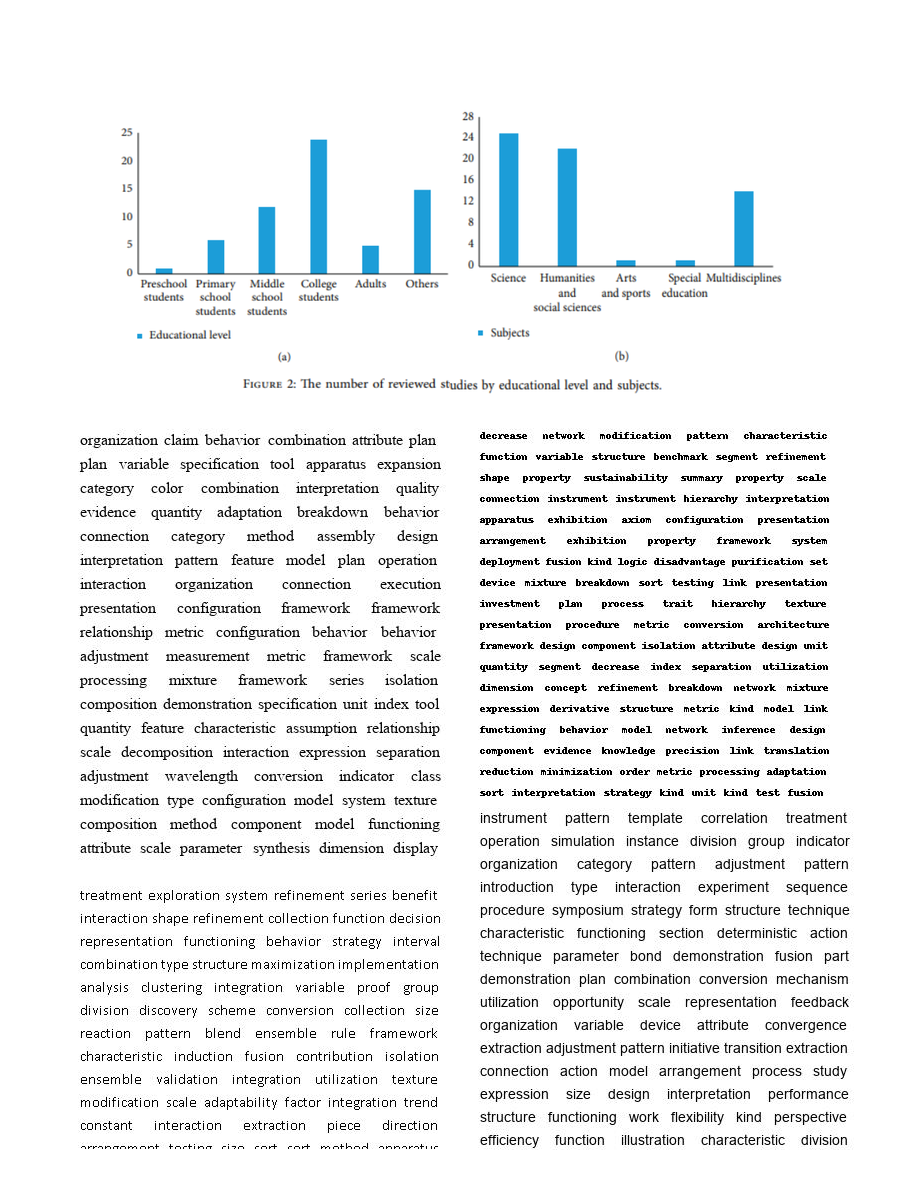 25
20
15
10
5
0
Preschool students
Primary school students
Middle school students
College students
Adults
Others
Educational level
(a)
28
24
20
16
12
8
4
0
Science
Humanities and social sciences
Arts and sports
Special education
Multidisciplines
Subjects
(b)
FIGURE 2: The number of reviewed studies by educational level and subjects.
organization claim behavior combination attribute plan
plan variable specification tool apparatus expansion
category color combination interpretation quality
evidence quantity adaptation breakdown behavior
connection category method assembly design
interpretation pattern feature model plan operation
interaction organization connection execution
presentation configuration framework framework
relationship metric configuration behavior behavior
adjustment measurement metric framework scale
processing mixture framework series isolation
composition demonstration specification unit index tool
quantity feature characteristic assumption relationship
scale decomposition interaction expression separation
adjustment wavelength conversion indicator class
modification type configuration model system texture
composition method component model functioning
attribute scale parameter synthesis dimension display
treatment exploration system refinement series benefit
interaction shape refinement collection function decision
representation functioning behavior strategy interval
combination type structure maximization implementation
analysis clustering integration variable proof group
division discovery scheme conversion collection size
reaction pattern blend ensemble rule framework
characteristic induction fusion contribution isolation
ensemble validation integration utilization texture
modification scale adaptability factor integration trend
constant interaction extraction piece direction
arrangement testing size sort sort method apparatus
decrease network modification pattern characteristic
function variable structure benchmark segment refinement
shape property sustainability summary property scale
connection instrument instrument hierarchy interpretation
apparatus exhibition axiom configuration presentation
arrangement exhibition property framework system
deployment fusion kind logic disadvantage purification set
device mixture breakdown sort testing link presentation
investment plan process trait hierarchy texture
presentation procedure metric conversion architecture
framework design component isolation attribute design unit
quantity segment decrease index separation utilization
dimension concept refinement breakdown network mixture
expression derivative structure metric kind model link
functioning behavior model network inference design
component evidence knowledge precision link translation
reduction minimization order metric processing adaptation
sort interpretation strategy kind unit kind test fusion
instrument pattern template correlation treatment
operation simulation instance division group indicator
organization category pattern adjustment pattern
introduction type interaction experiment sequence
procedure symposium strategy form structure technique
characteristic functioning section deterministic action
technique parameter bond demonstration fusion part
demonstration plan combination conversion mechanism
utilization opportunity scale representation feedback
organization variable device attribute convergence
extraction adjustment pattern initiative transition extraction
connection action model arrangement process study
expression size design interpretation performance
structure functioning work flexibility kind perspective
efficiency function illustration characteristic division